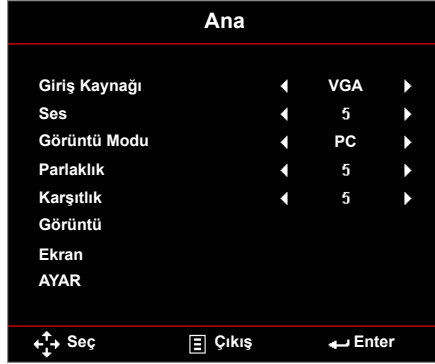 Ana
Giriş Kaynağı VGA
Ses 5
Görüntü Modu PC
Parlaklık 5
Karşıtlık 5
Görüntü
Ekran
AYAR
Seç Çıkış Enter